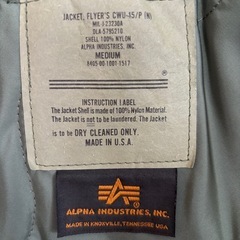 JACKET, FLYER'S CWU-45/P (N)
MIL-J-23230A
SHELL 100% NYLON
ALPHA INDUSTRIES, INC.
MEDIUM
INSTRUCTION LABEL
The Jacket Shell is made of 100% Nylon Material.
The Jacket is not to be laundered. The Jacket
is to be DRY CLEANED ONLY.
MADE IN U.S.A.
ALPHA INDUSTRIES, INC.
MADE IN KNOXVILLE, TENNESSEE USA